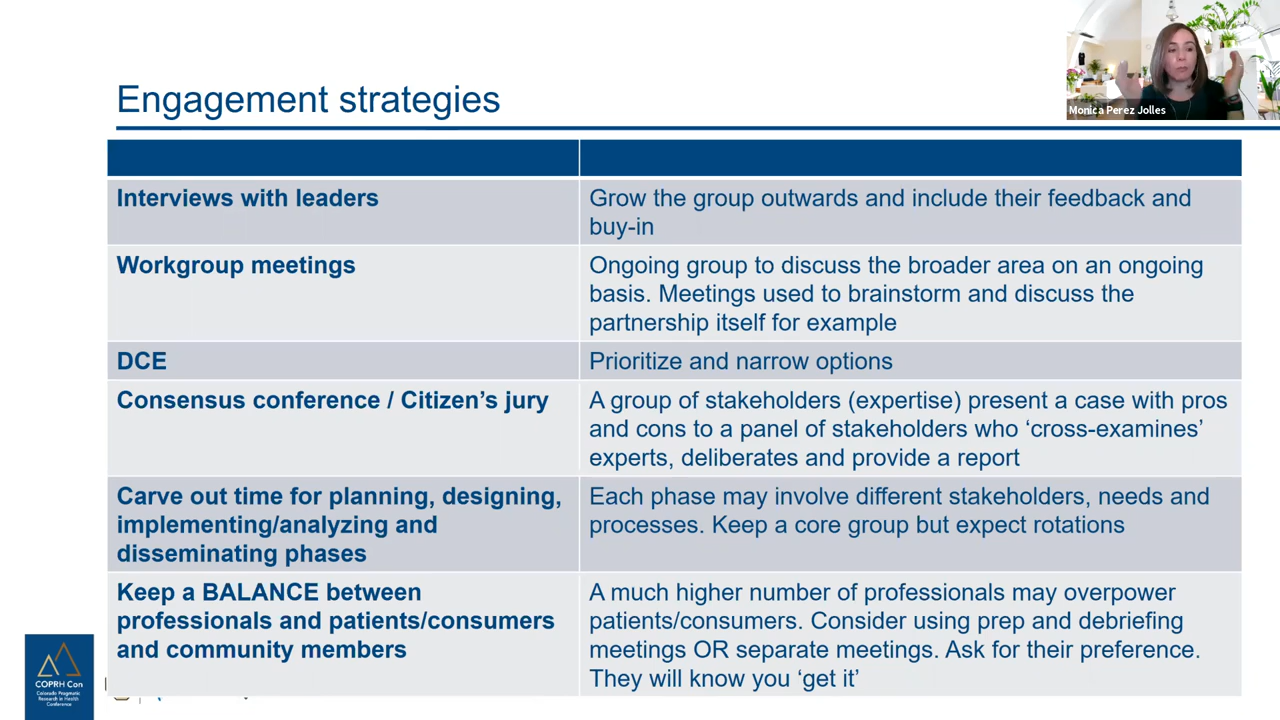 Monica Perez Jolles
Engagement strategies
Interviews with leaders
Grow the group outwards and include their feedback and
buy-in
Workgroup meetings
Ongoing group to discuss the broader area on an ongoing
basis. Meetings used to brainstorm and discuss the
partnership itself for example
DCE
Prioritize and narrow options
Consensus conference / Citizen’s jury
A group of stakeholders (expertise) present a case with pros
and cons to a panel of stakeholders who ‘cross-examines’
experts, deliberates and provide a report
Carve out time for planning, designing,
implementing/analyzing and
disseminating phases
Each phase may involve different stakeholders, needs and
processes. Keep a core group but expect rotations
Keep a BALANCE between
professionals and patients/consumers
and community members
A much higher number of professionals may overpower
patients/consumers. Consider using prep and debriefing
meetings OR separate meetings. Ask for their preference.
They will know you ‘get it’
COPRH Con
Colorado Pragmatic
Research in Health
Conference